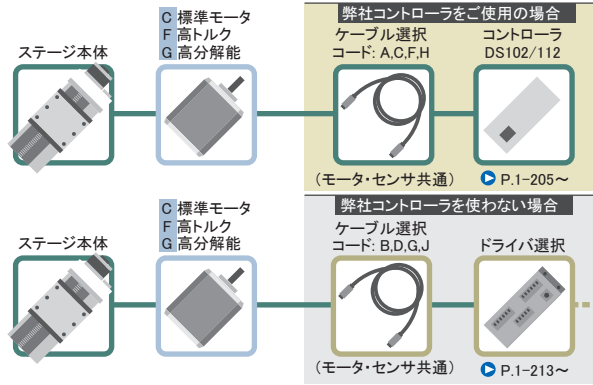 C 標準モータ
F 高トルク
G 高分解能
弊社コントローラをご使用の場合
ステージ本体
ケーブル選択
コード: A,C,F,H
コントローラ
DS102/112
(モータ・センサ共通)
P.1-205～
C 標準モータ
F 高トルク
G 高分解能
弊社コントローラを使わない場合
ステージ本体
ケーブル選択
コード: B,D,G,J
ドライバ選択
(モータ・センサ共通)
P.1-213～